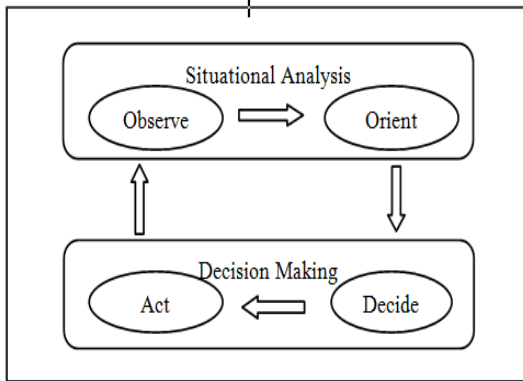 Situational Analysis
Observe
Orient
Decision Making
Act
Decide